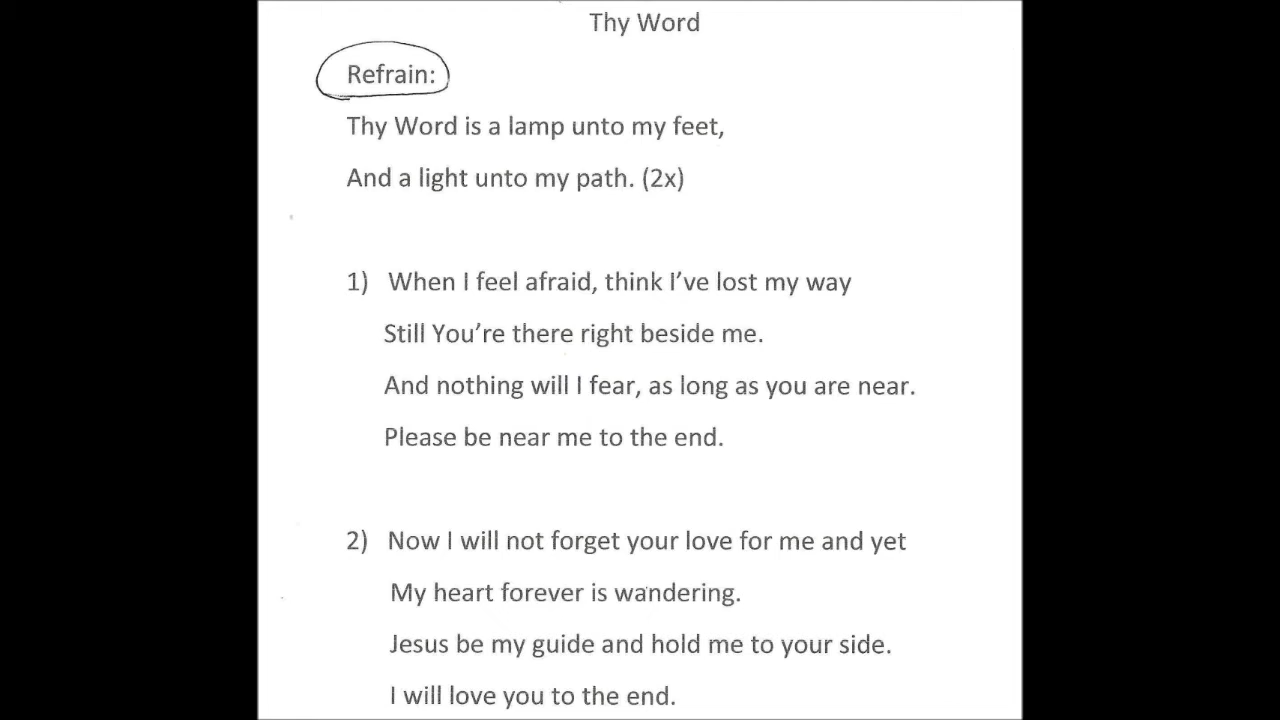 Thy Word
Refrain:
Thy Word is a lamp unto my feet,
And a light unto my path. (2x)
1) When I feel afraid, think I've lost my way
Still You're there right beside me.
And nothing will I fear, as long as you are near.
Please be near me to the end.
2) Now I will not forget your love for me and yet
My heart forever is wandering.
Jesus be my guide and hold me to your side.
I will love you to the end.